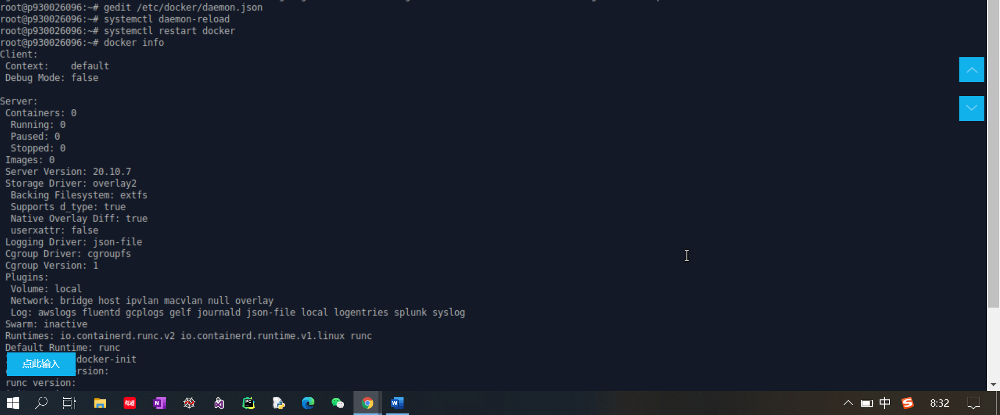 root@p930026096:~# gedit /etc/docker/daemon.json
root@p930026096:~# systemctl daemon-reload
root@p930026096:~# systemctl restart docker
root@p930026096:~# docker info
Client:
 Context:    default
 Debug Mode: false
Server:
 Containers: 0
  Running: 0
  Paused: 0
  Stopped: 0
 Images: 0
 Server Version: 20.10.7
 Storage Driver: overlay2
  Backing Filesystem: extfs
  Supports d_type: true
  Native Overlay Diff: true
  userxattr: false
 Logging Driver: json-file
 Cgroup Driver: cgroupfs
 Cgroup Version: 1
 Plugins:
  Volume: local
  Network: bridge host ipvlan macvlan null overlay
  Log: awslogs fluentd gcplogs gelf journald json-file local logentries splunk syslog
 Swarm: inactive
 Runtimes: io.containerd.runc.v2 io.containerd.runtime.v1.linux runc
 Default Runtime: runc
docker-init
点此输入
rsion:
 runc version:
有道
N
PC
W
中
S
8:32